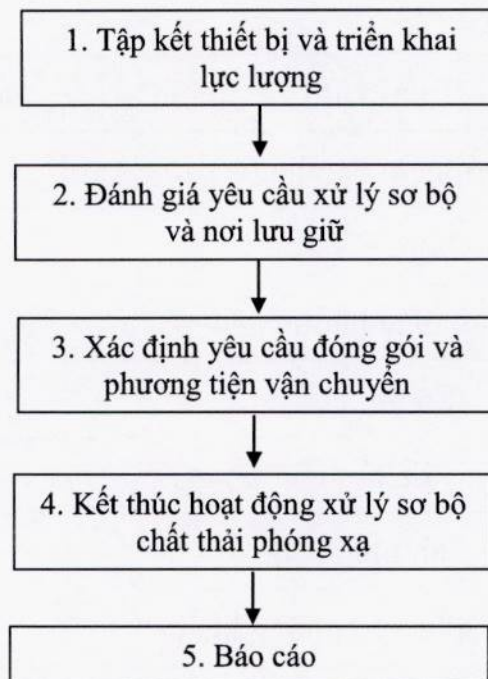 1. Tập kết thiết bị và triển khai
lực lượng
2. Đánh giá yêu cầu xử lý sơ bộ
và nơi lưu giữ
3. Xác định yêu cầu đóng gói và
phương tiện vận chuyển
4. Kết thúc hoạt động xử lý sơ bộ
chất thải phóng xạ
5. Báo cáo